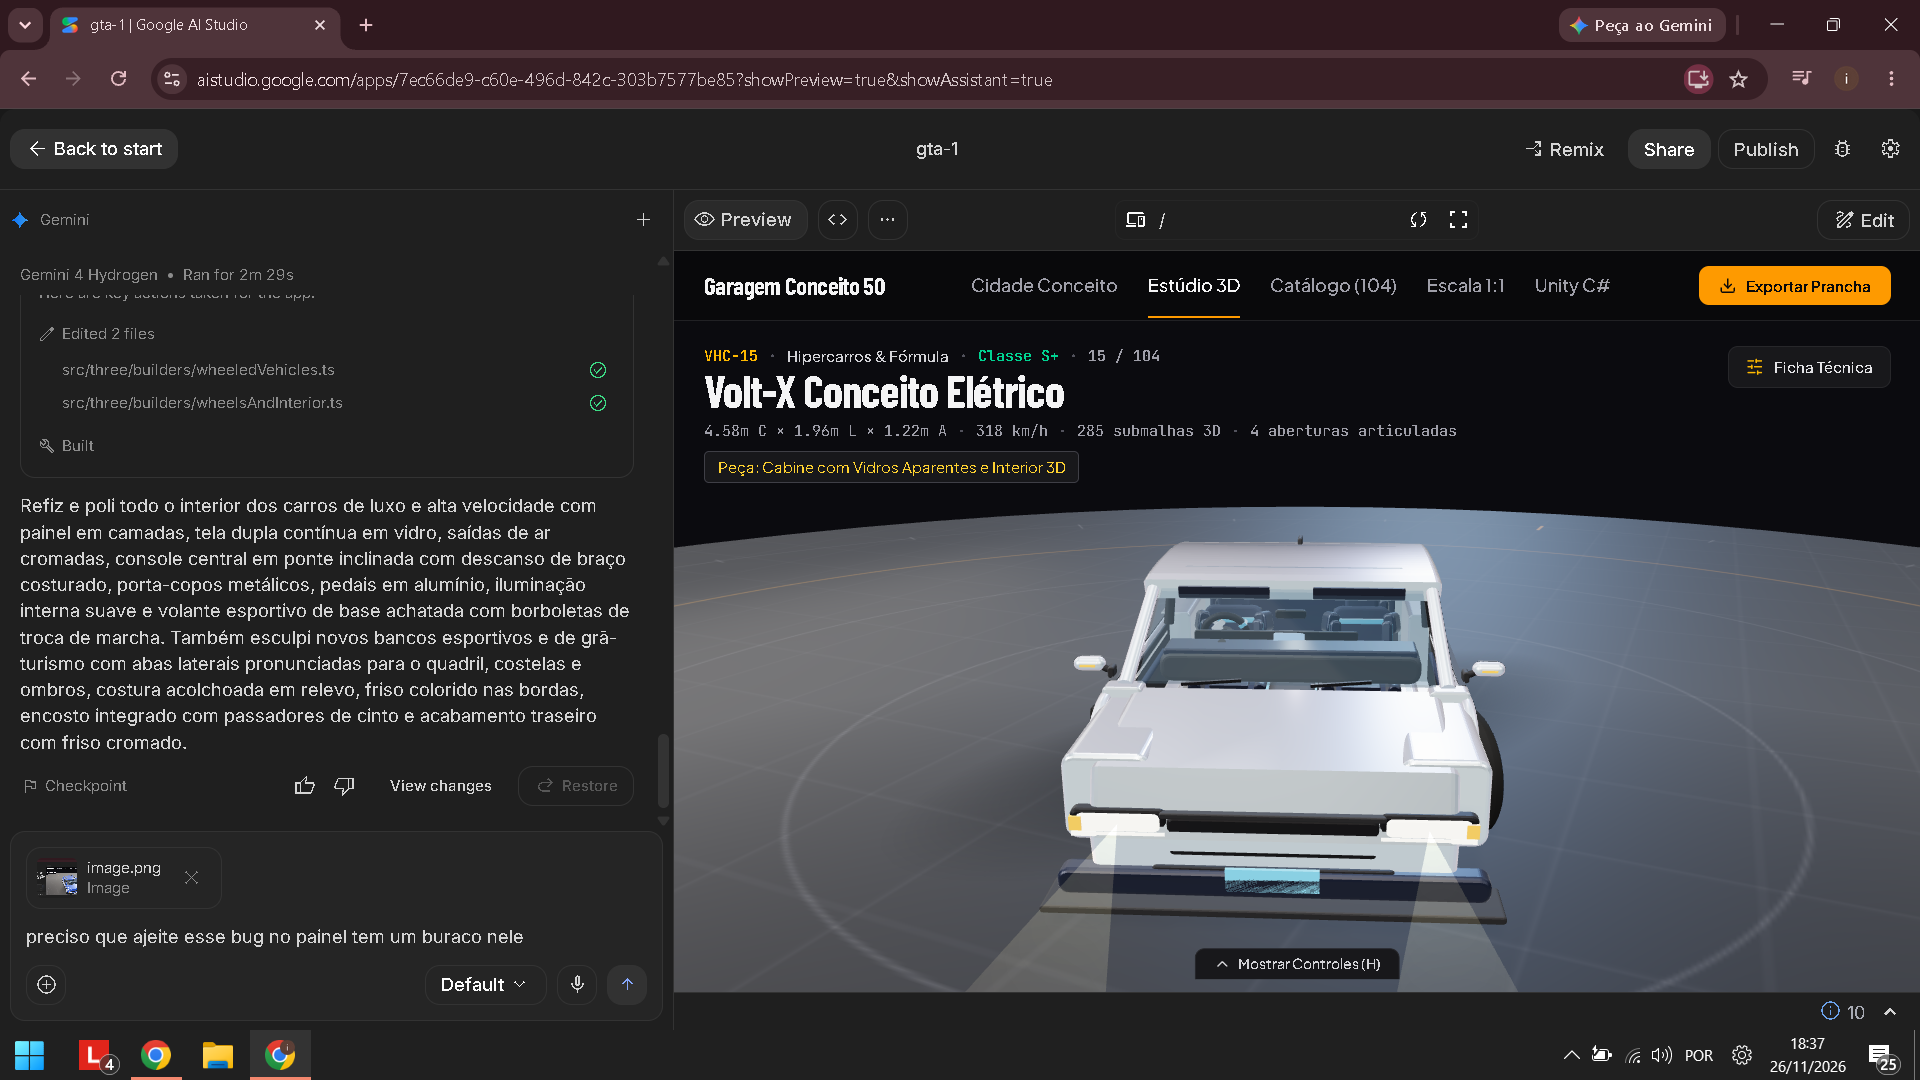 gta-1 | Google AI Studio
Peça ao Gemini
aistudio.google.com/apps/7ec66de9-c60e-496d-842c-303b7577be85?showPreview=true&showAssistant=true
i
Back to start
gta-1
Remix
Share
Publish
Gemini
Preview
/
Edit
Gemini 4 Hydrogen • Ran for 2m 29s
Here are key actions taken for the app:
Edited 2 files
src/three/builders/wheeledVehicles.ts
src/three/builders/wheelsAndInterior.ts
Built
Refiz e poli todo o interior dos carros de luxo e alta velocidade com
painel em camadas, tela dupla contínua em vidro, saídas de ar
cromadas, console central em ponte inclinada com descanso de braço
costurado, porta-copos metálicos, pedais em alumínio, iluminação
interna suave e volante esportivo de base achatada com borboletas de
troca de marcha. Também esculpi novos bancos esportivos e de grã-
turismo com abas laterais pronunciadas para o quadril, costelas e
ombros, costura acolchoada em relevo, friso colorido nas bordas,
encosto integrado com passadores de cinto e acabamento traseiro
com friso cromado.
Checkpoint
View changes
Restore
image.png
Image
preciso que ajeite esse bug no painel tem um buraco nele
Default
Garagem Conceito 50
Cidade Conceito
Estúdio 3D
Catálogo (104)
Escala 1:1
Unity C#
Exportar Prancha
VHC-15 · Hipercarros & Fórmula · Classe S+ · 15 / 104
Volt-X Conceito Elétrico
4.58m C × 1.96m L × 1.22m A · 318 km/h · 285 submalhas 3D · 4 aberturas articuladas
Peça: Cabine com Vidros Aparentes e Interior 3D
Ficha Técnica
Mostrar Controles (H)
10
L
4
i
POR
18:37
26/11/2026
25